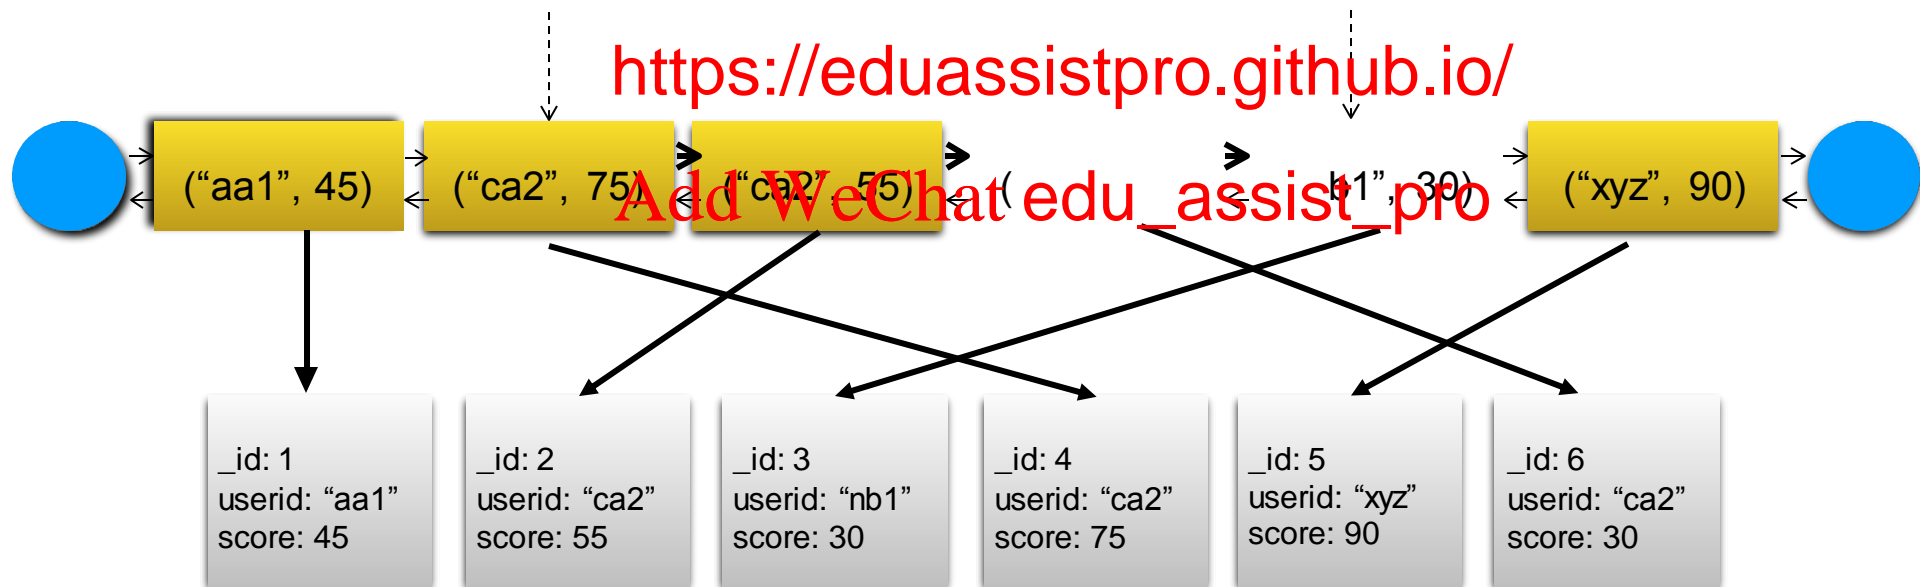 https://eduassistpro.github.io/
(“aa1”, 45) (“ca2”, 75) (“ca2”, 55) ( b1”, 30) (“xyz”, 90)
Add WeChat edu_assist_pro
_id: 1
userid: “aa1”
score: 45
_id: 2
userid: “ca2”
score: 55
_id: 3
userid: “nb1”
score: 30
_id: 4
userid: “ca2”
score: 75
_id: 5
userid: “xyz”
score: 90
_id: 6
userid: “ca2”
score: 30